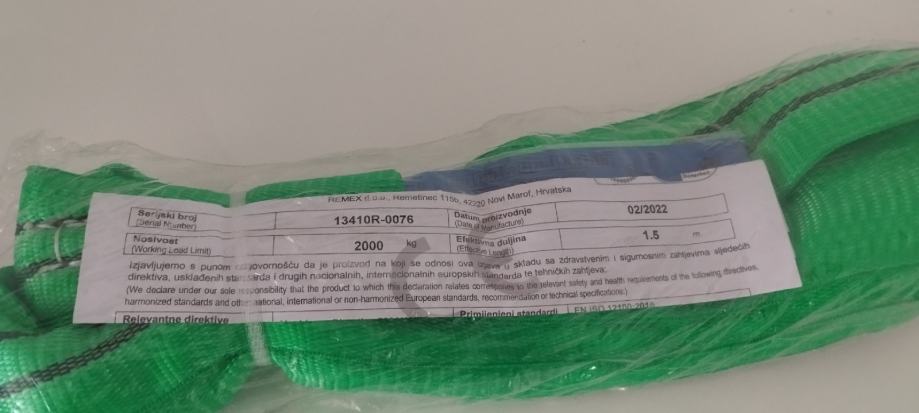 REMEX d.o.o., Remetinec 115b, 42220 Novi Marof, Hrvatska
Serijski broj 13410R-0076 Datum proizvodnje 02/2022
(Serial Number) (Date of Manufacture)
Nosivost 2000 kg Efektivna duljina 1.5 m
(Working Load Limit) (Effective Length)
Izjavljujemo s punom odgovornošću da je proizvod na koji se odnosi ova izjava u skladu sa zdravstvenim i sigurnosnim zahtjevima sljedećih
direktiva, usklađenih standarda i drugih nacionalnih, internacionalnih europskih standarda te tehničkih zahtjeva:
(We declare under our sole responsibility that the product to which this declaration relates corresponds to the relevant safety and health requirements of the following directives,
harmonized standards and other national, international or non-harmonized European standards, recommendation or technical specifications:)
Relevantne direktive Primijenjeni standardi EN ISO 12100:2010